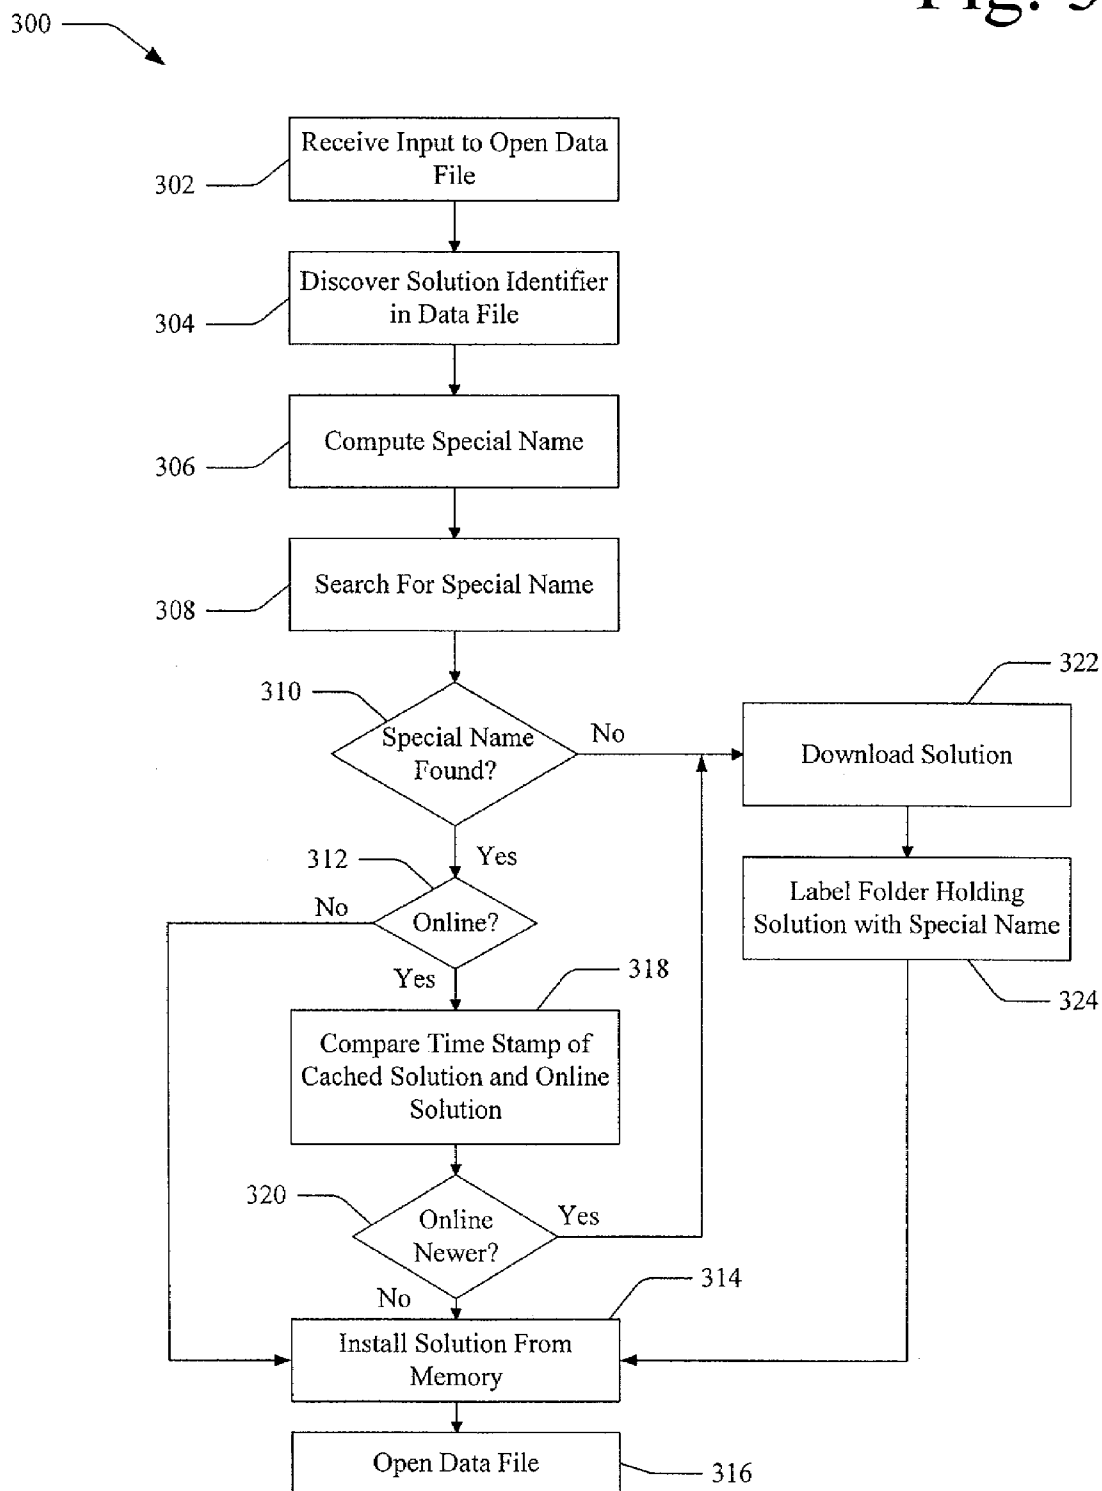 300
Receive Input to Open Data
File
302
Discover Solution Identifier
in Data File
304
Compute Special Name
306
Search For Special Name
308
310
Special Name
Found?
No
322
Download Solution
Yes
312
No
Online?
Label Folder Holding
Solution with Special Name
Yes
318
324
Compare Time Stamp of
Cached Solution and Online
Solution
320
Online
Newer?
Yes
No
314
Install Solution From
Memory
Open Data File
316